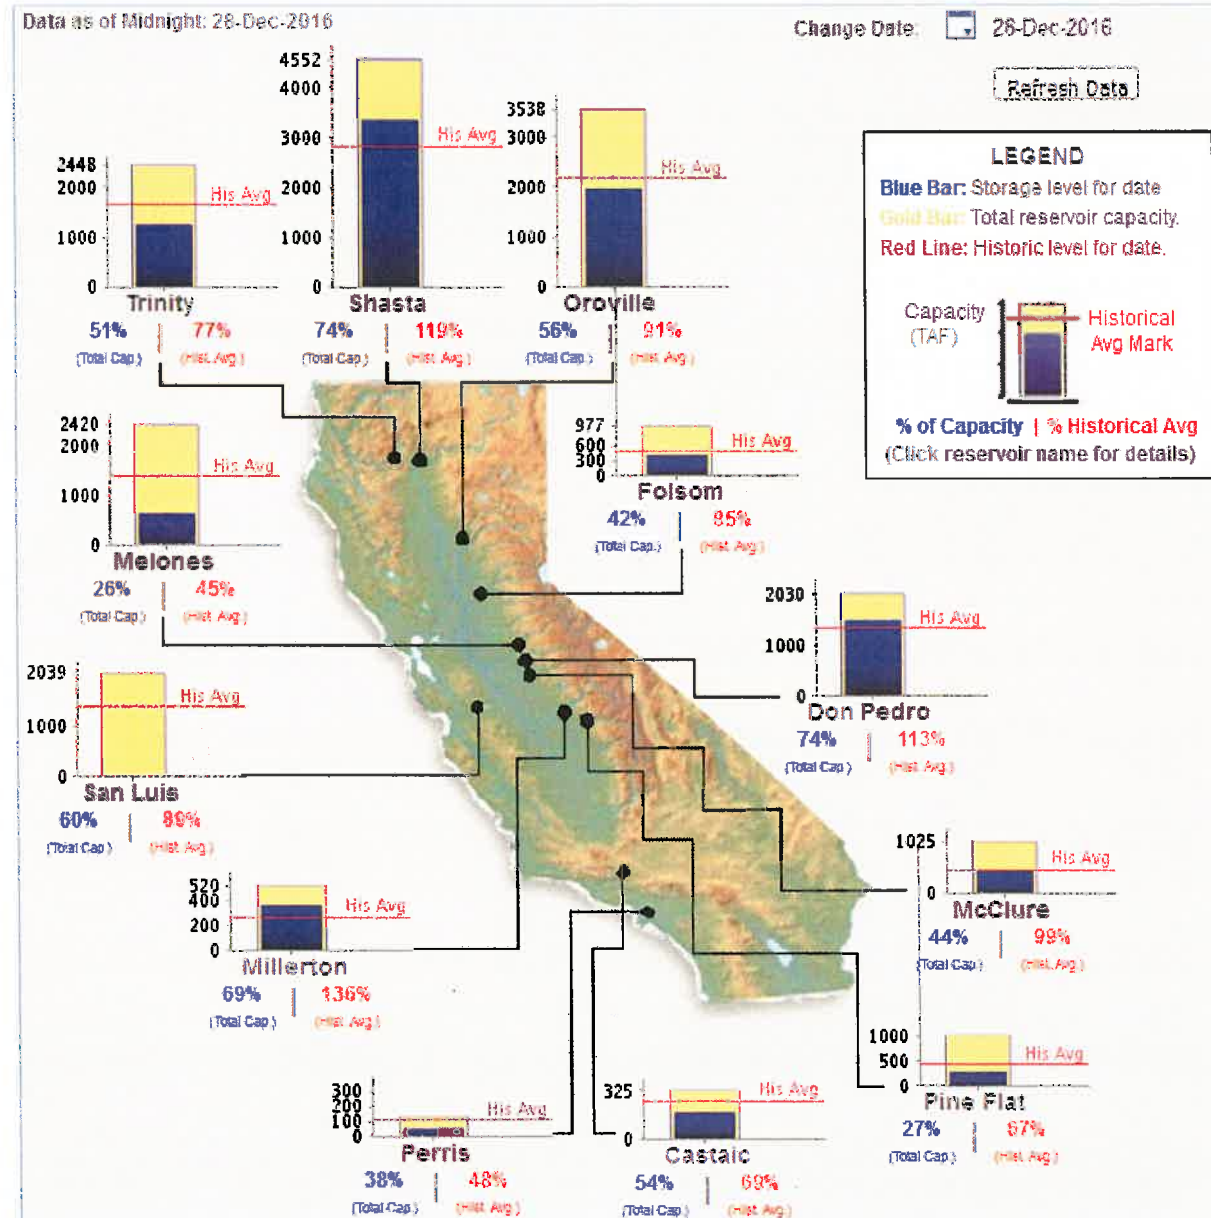 Data as of Midnight: 28-Dec-2016
Change Date: 28-Dec-2016
Refresh Data
LEGEND
Blue Bar: Storage level for date
Gold Bar: Total reservoir capacity.
Red Line: Historic level for date.
Capacity
(TAF)
Historical
Avg Mark
% of Capacity | % Historical Avg
(Click reservoir name for details)
2448
2000
1000
0
His Avg
Trinity
51% | 77%
(Total Cap.) (Hist. Avg.)
4552
4000
3000
2000
1000
0
His Avg
Shasta
74% | 119%
(Total Cap.) (Hist. Avg.)
3538
3000
2000
1000
0
His Avg
Oroville
56% | 91%
(Total Cap.) (Hist. Avg.)
2420
2000
1000
0
His Avg
Melones
26% | 45%
(Total Cap.) (Hist. Avg.)
977
600
300
0
His Avg
Folsom
42% | 85%
(Total Cap.) (Hist. Avg.)
2030
1000
0
His Avg
Don Pedro
74% | 113%
(Total Cap.) (Hist. Avg.)
2039
1000
0
His Avg
San Luis
60% | 89%
(Total Cap.) (Hist. Avg.)
1025
0
His Avg
McClure
44% | 99%
(Total Cap.) (Hist. Avg.)
520
400
200
0
His Avg
Millerton
69% | 136%
(Total Cap.) (Hist. Avg.)
1000
500
0
His Avg
Pine Flat
27% | 67%
(Total Cap.) (Hist. Avg.)
300
200
100
0
His Avg
Perris
38% | 48%
(Total Cap.) (Hist. Avg.)
325
0
His Avg
Castaic
54% | 69%
(Total Cap.) (Hist. Avg.)